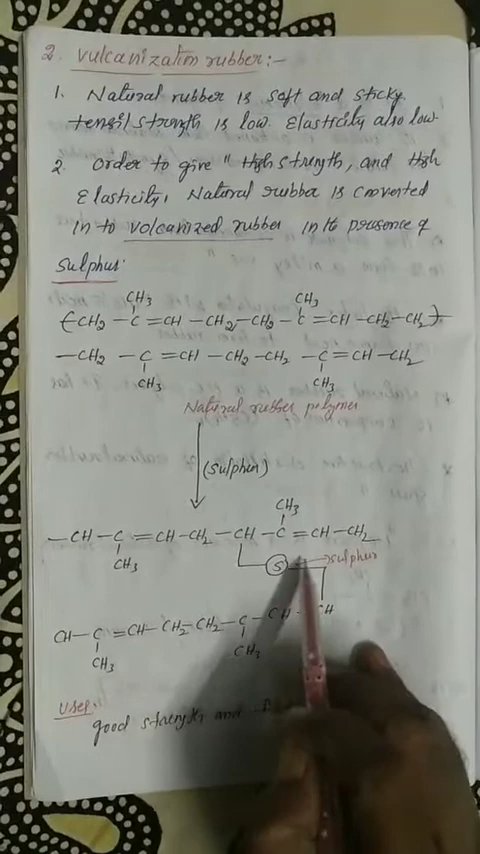 2. Vulcanization rubber:-
1. Natural rubber is soft and sticky.
tensil strength is low. Elasticity also low.
2. Order to give " High strength, and High
Elasticity, Natural rubber is converted
in to volcanized rubber in the presence of
Sulphur.
CH3 CH3
(CH2 - C = CH - CH2 - CH2 - C = CH - CH2 - CH2)
- CH2 - C = CH - CH2 - CH2 - C = CH - CH2
CH3 CH3
Natural rubber polymer
(Sulphur)
CH3
- CH - C = CH - CH2 - CH - C = CH - CH2
CH3
S → sulphur
CH - C = CH - CH2 - CH2 - C - CH - CH
CH3 CH3
Uses:
good strength and